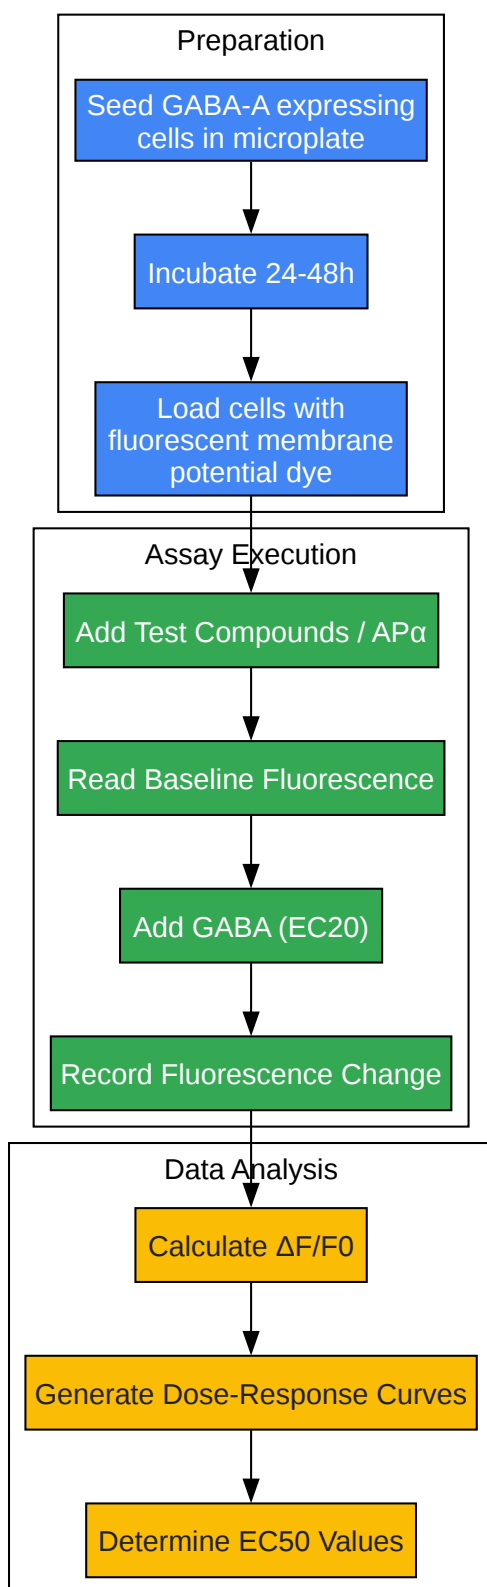 Preparation
Seed GABA-A expressing
cells in microplate
Incubate 24-48h
Load cells with
fluorescent membrane
potential dye
Assay Execution
Add Test Compounds / APα
Read Baseline Fluorescence
Add GABA (EC20)
Record Fluorescence Change
Data Analysis
Calculate ΔF/F0
Generate Dose-Response Curves
Determine EC50 Values